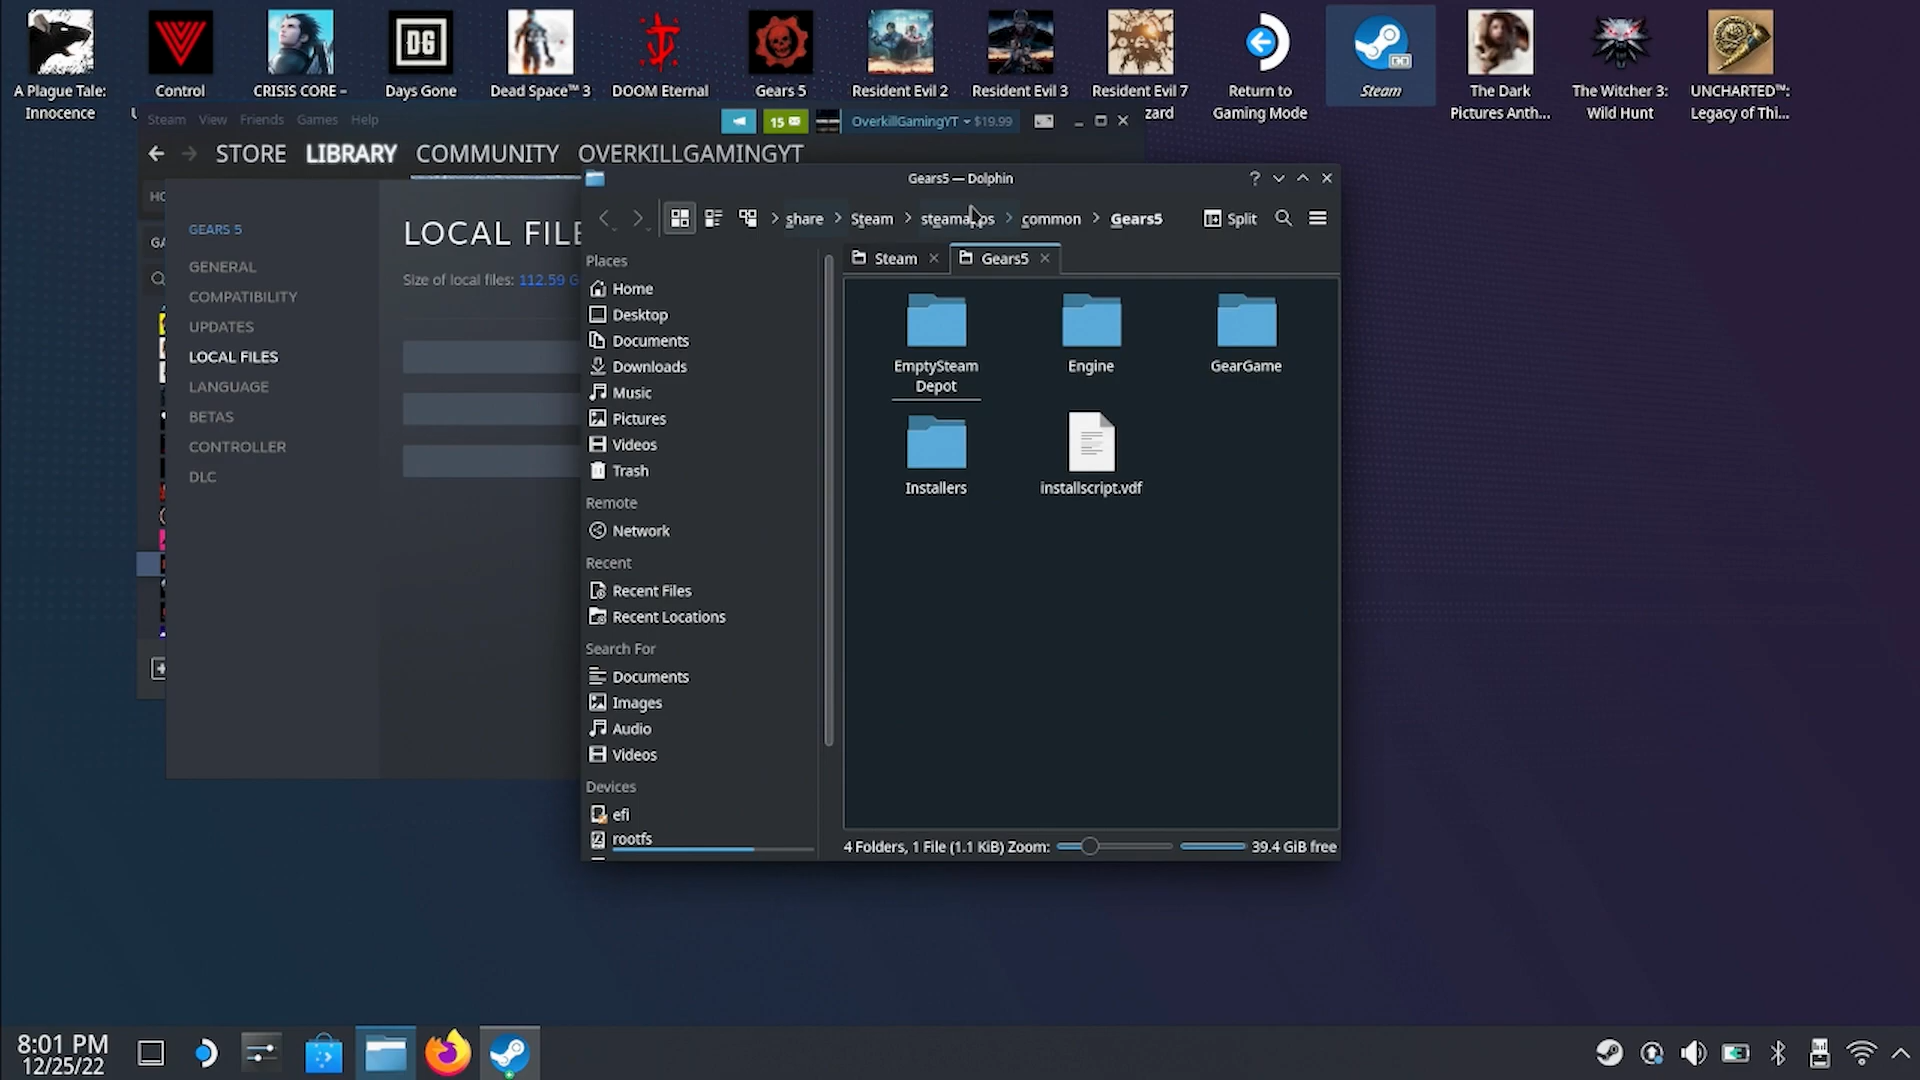 A Plague Tale:
Innocence
Control
CRISIS CORE –
Days Gone
Dead Space™ 3
DOOM Eternal
Gears 5
Resident Evil 2
Resident Evil 3
Resident Evil 7
zard
Return to
Gaming Mode
Steam
The Dark
Pictures Anth...
The Witcher 3:
Wild Hunt
UNCHARTED™:
Legacy of Thi...
Steam View Friends Games Help
15
OverkillGamingYT $19.99
STORE LIBRARY COMMUNITY OVERKILLGAMINGYT
GEARS 5
GENERAL
COMPATIBILITY
UPDATES
LOCAL FILES
LANGUAGE
BETAS
CONTROLLER
DLC
LOCAL FILE
Size of local files: 112.59 G
Gears5 — Dolphin
share Steam steamapps common Gears5
Split
Places
Home
Desktop
Documents
Downloads
Music
Pictures
Videos
Trash
Remote
Network
Recent
Recent Files
Recent Locations
Search For
Documents
Images
Audio
Videos
Devices
efi
rootfs
Steam
Gears5
EmptySteam
Depot
Engine
GearGame
Installers
installscript.vdf
4 Folders, 1 File (1.1 KiB) Zoom:
39.4 GiB free
8:01 PM
12/25/22